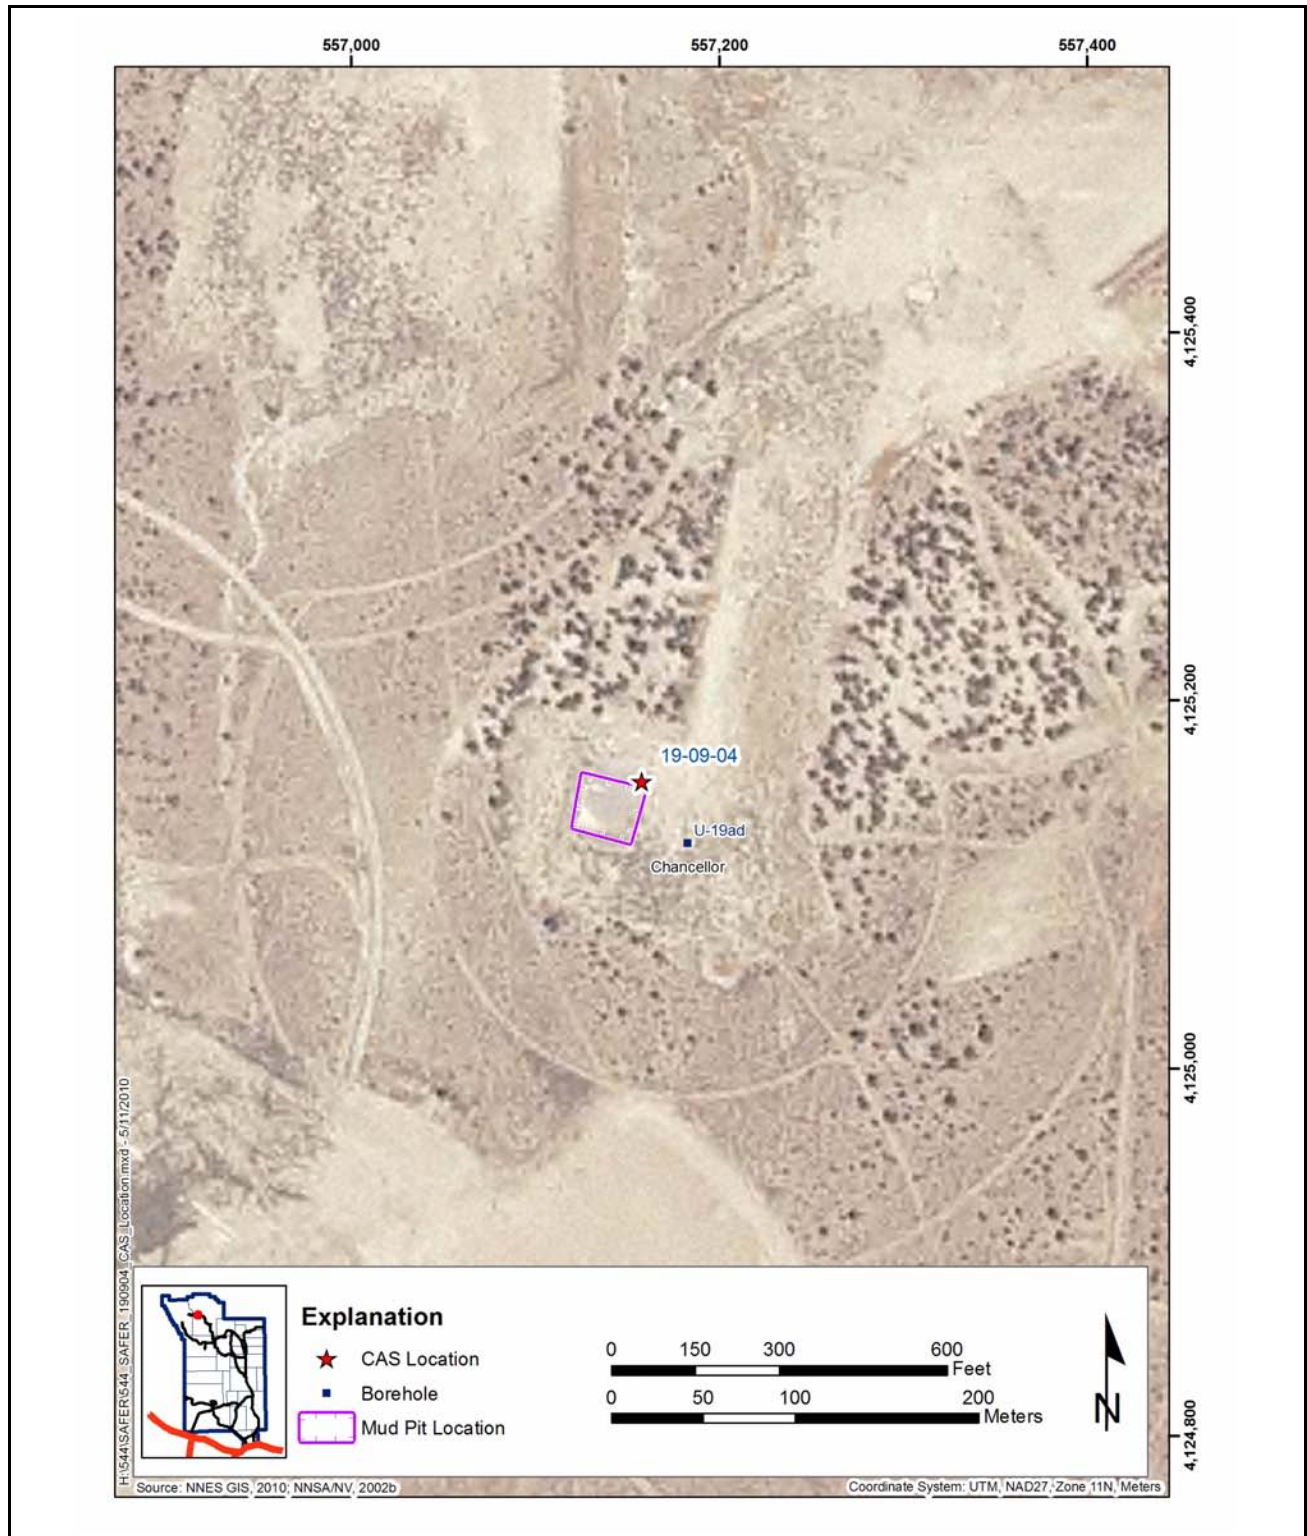 557,000
557,200
557,400
4,125,400
4,125,200
19-09-04
U-19ad
Chancellor
4,125,000
H:\544\SAFER\544_SAFER_190904_CAS_Location.mxd - 5/11/2010
Explanation
CAS Location
Borehole
Mud Pit Location
0 150 300 600
Feet
0 50 100 200
Meters
N
4,124,800
Source: NNES GIS, 2010; NNSA/NV, 2002b
Coordinate System: UTM, NAD27, Zone 11N, Meters